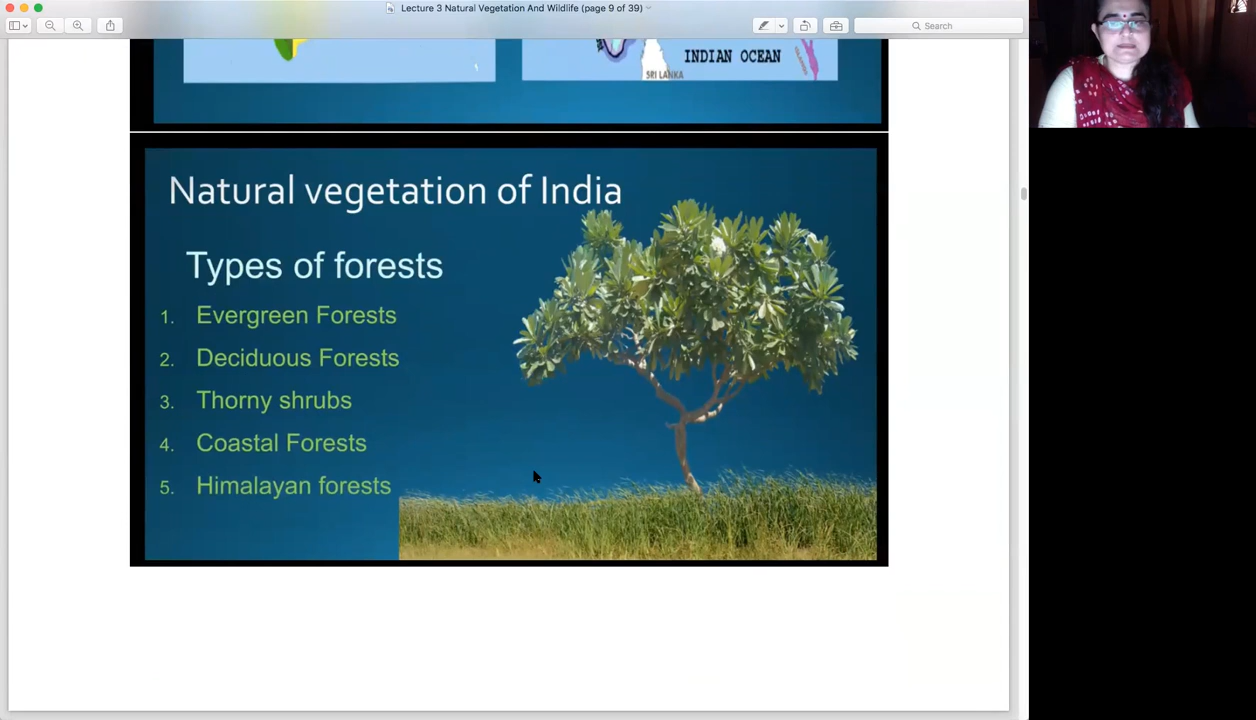 Lecture 3 Natural Vegetation And Wildlife (page 9 of 39)
Search
SRI LANKA
INDIAN OCEAN
Natural vegetation of India
Types of forests
1. Evergreen Forests
2. Deciduous Forests
3. Thorny shrubs
4. Coastal Forests
5. Himalayan forests